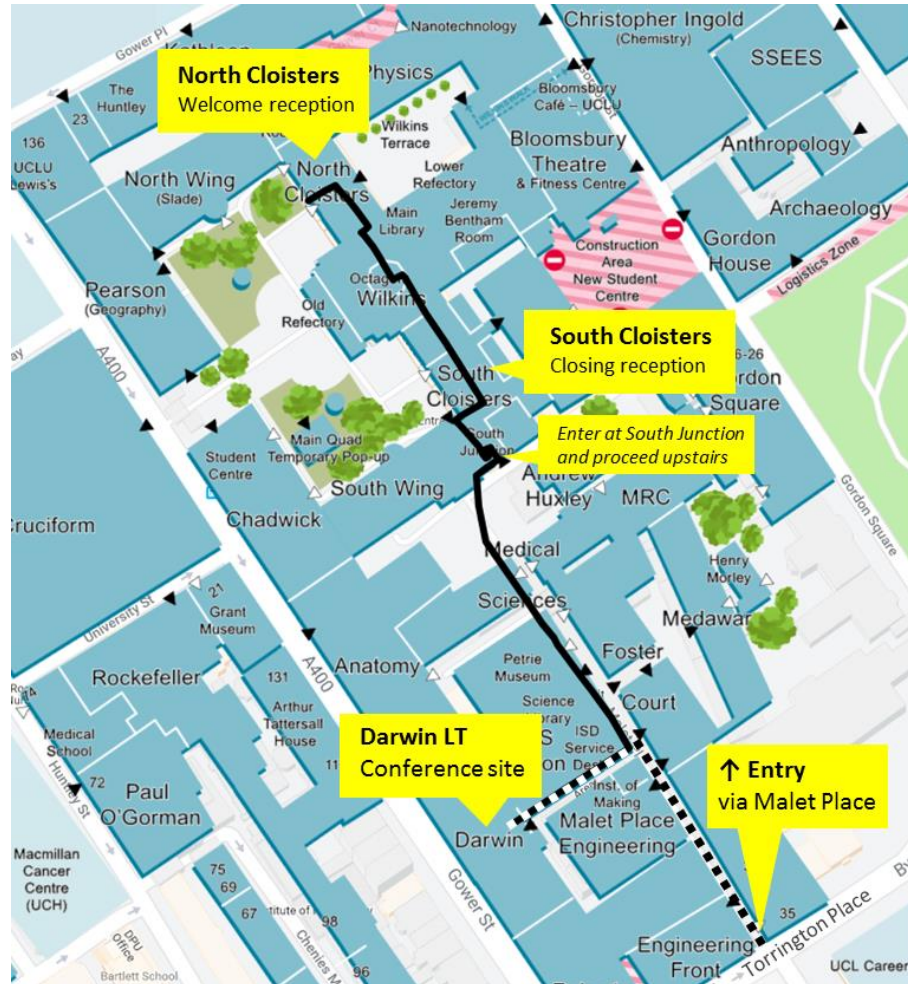 Gower Pl
Nanotechnology
Christopher Ingold
(Chemistry)
SSEES
North Cloisters
Welcome reception
Physics
The
Huntley
23
136
UCLU
Lewis's
Bloomsbury
Café – UCLU
Wilkins
Terrace
Bloomsbury
Theatre
& Fitness Centre
Anthropology
North Wing
(Slade)
North
Cloisters
Lower
Refectory
Main
Library
Jeremy
Bentham
Room
Archaeology
Gordon
House
Logistics Zone
Construction
Area
New Student
Centre
Pearson
(Geography)
Old
Refectory
Wilkins
A400
South Cloisters
Closing reception
South
Cloisters
Gordon
Square
Enter at South Junction
and proceed upstairs
South
Junction
Main Quad
Temporary Pop-up
Student
Centre
South Wing
Andrew
Huxley
MRC
Gordon Square
Cruciform
Chadwick
Medical
Sciences
Henry
Morley
Medawar
University St
21
Grant
Museum
A400
Anatomy
Petrie
Museum
Foster
Court
Rockefeller
131
Arthur
Tattersall
House
Science
Library
ISD
Service
Medical
School
Huntley St
72
Paul
O'Gorman
Darwin LT
Conference site
↑ Entry
via Malet Place
Inst. of
Making
Malet Place
Engineering
Darwin
Macmillan
Cancer
Centre
(UCH)
75
69
67
98
96
Gower St
35
Torrington Place
Engineering
Front
DPU
Office
Bartlett School
Chenies M
UCL Career